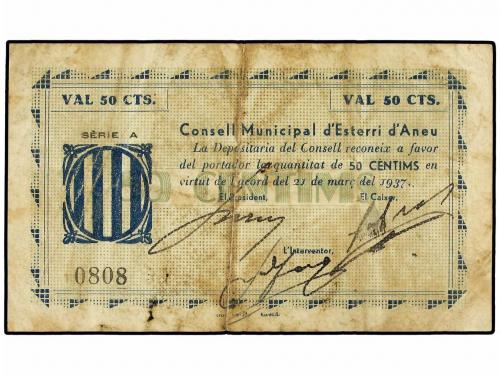 VAL 50 CTS. VAL 50 CTS.
SÈRIE A
Consell Municipal d'Esterri d'Aneu
La Depositaria del Consell reconeix a favor
del portador la quantitat de 50 CÈNTIMS en
virtut de l'acord del 21 de març del 1937.
50 CÈNTIMS
El President, El Caixer,
L'Interventor,
0808